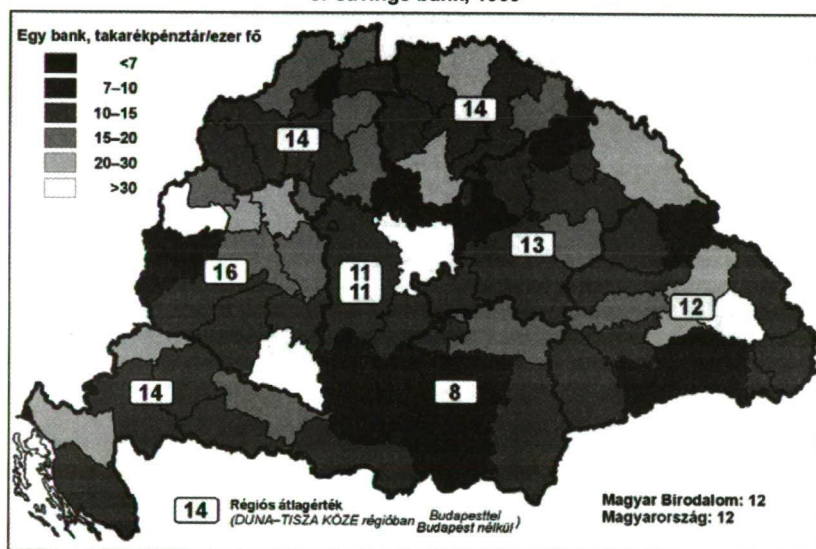 Egy bank, takarékpénztár/ezer fő
<7
7–10
10–15
15–20
20–30
>30
14
14
13
16
11
11
12
14
8
14
Régiós átlagérték
(DUNA–TISZA KÖZE régióban Budapesttel
Budapest nélkül)
Magyar Birodalom: 12
Magyarország: 12